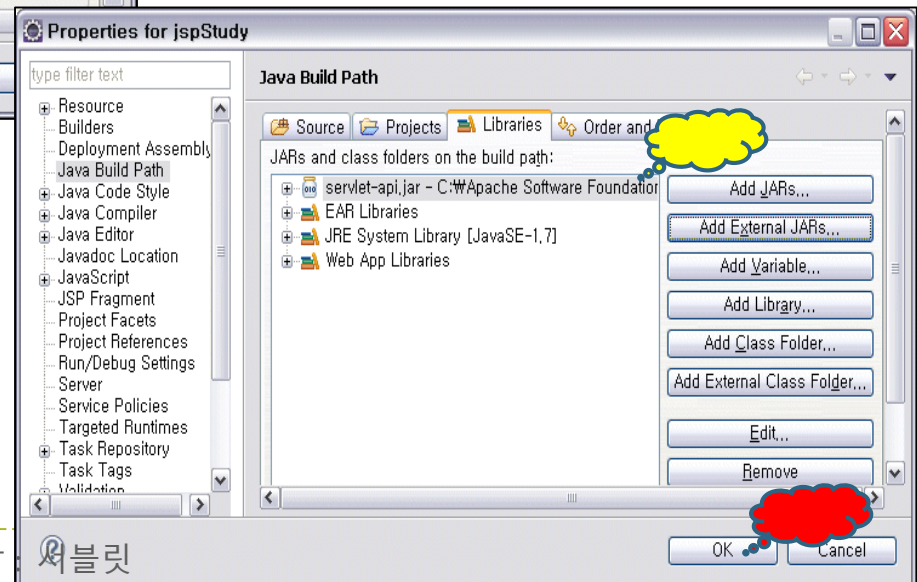 Properties for jspStudy
type filter text
Resource
Builders
Deployment Assembly
Java Build Path
Java Code Style
Java Compiler
Java Editor
Javadoc Location
JavaScript
JSP Fragment
Project Facets
Project References
Run/Debug Settings
Server
Service Policies
Targeted Runtimes
Task Repository
Task Tags
Validation
Java Build Path
Source
Projects
Libraries
Order and
JARs and class folders on the build path:
servlet-api.jar - C:₩Apache Software Foundation
EAR Libraries
JRE System Library [JavaSE-1.7]
Web App Libraries
Add JARs...
Add External JARs...
Add Variable...
Add Library...
Add Class Folder...
Add External Class Folder...
Edit...
Remove
OK
Cancel
서블릿